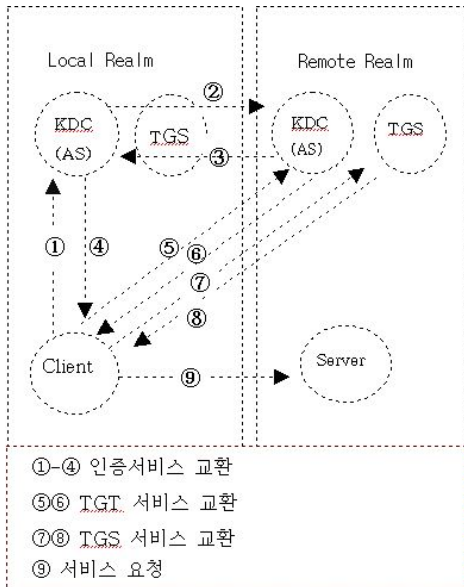 Local Realm
Remote Realm
②
KDC
(AS)
TGS
KDC
(AS)
TGS
③
①
④
⑤
⑥
⑦
⑧
Client
Server
⑨
①-④ 인증서비스 교환
⑤⑥ TGT 서비스 교환
⑦⑧ TGS 서비스 교환
⑨ 서비스 요청